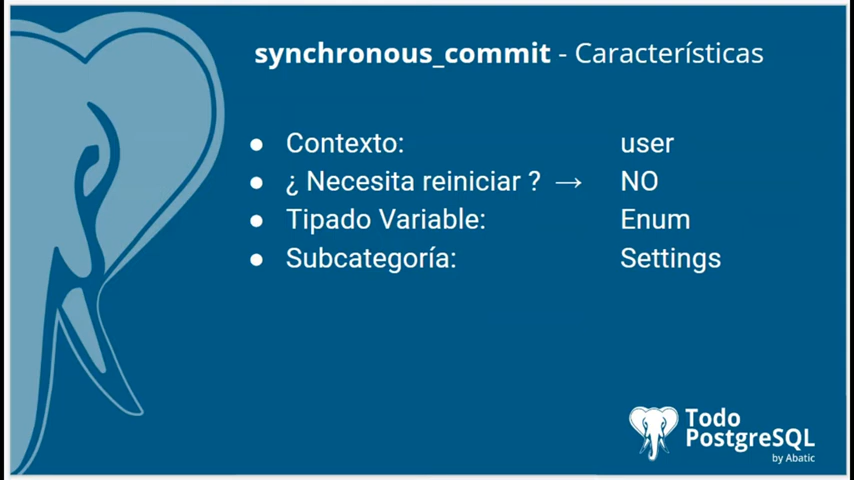 synchronous_commit - Características
● Contexto: user
● ¿ Necesita reiniciar ? → NO
● Tipado Variable: Enum
● Subcategoría: Settings
Todo
PostgreSQL
by Abatic